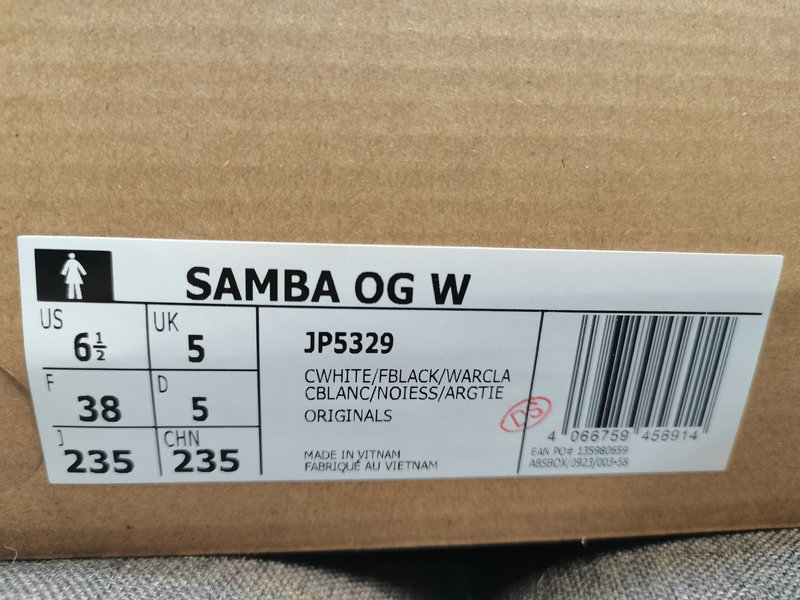 SAMBA OG W
US 6½ UK 5
F 38 D 5
J 235 CHN 235
JP5329
CWHITE/FBLACK/WARCLA
CBLANC/NOIESS/ARGTIE
ORIGINALS
MADE IN VITNAM
FABRIQUÉ AU VIETNAM
DS
4 066759 456914
EAN PO# 135980659
ABSBOX/0923/003-58